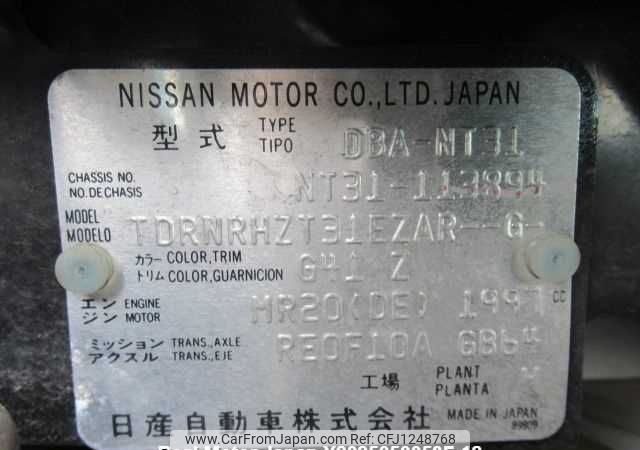 NISSAN MOTOR CO.,LTD. JAPAN
型式 TYPE TIPO DBA-NT31
CHASSIS NO. NO. DE CHASIS NT31-113894
MODEL MODELO TDRNRHZT31EZAR--G-
カラー COLOR,TRIM トリム COLOR,GUARNICION G41 Z
エンジン ENGINE MOTOR MR20(DE) 1997 CC
ミッション TRANS.,AXLE アクスル TRANS.,EJE RE0F10A GB64
工場 PLANT PLANTA
日産自動車株式会社 MADE IN JAPAN
www.CarFromJapan.com ID: CFJ1248768